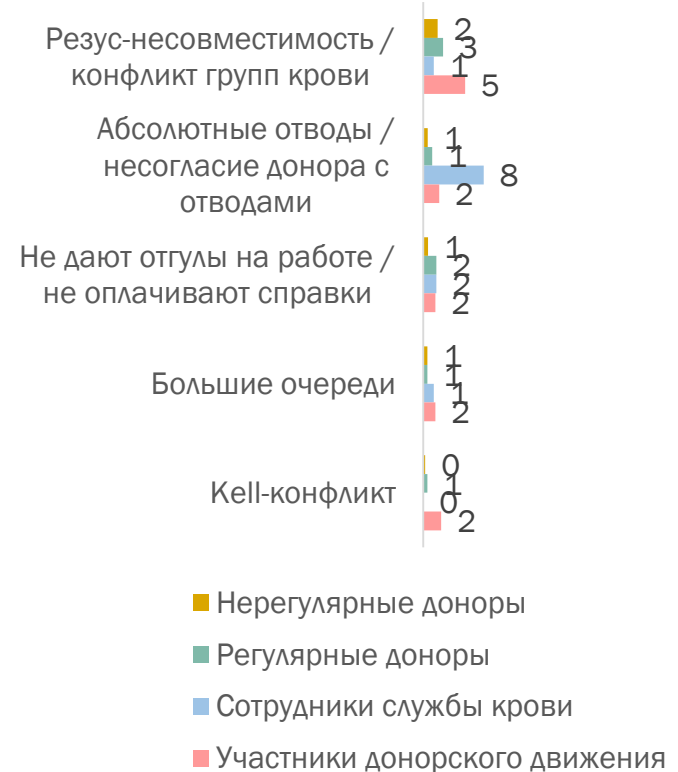 Резус-несовместимость /
конфликт групп крови
2
3
1
5
Абсолютные отводы /
несогласие донора с
отводами
1
1
8
2
Не дают отгулы на работе /
не оплачивают справки
1
2
2
2
Большие очереди
1
1
1
2
Kell-конфликт
0
1
0
2
Нерегулярные доноры
Регулярные доноры
Сотрудники службы крови
Участники донорского движения